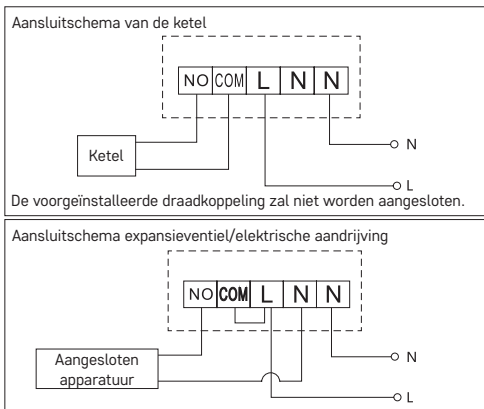 Aansluitschema van de ketel
NO COM L N N
Ketel
N
L
De voorgeïnstalleerde draadkoppeling zal niet worden aangesloten.
Aansluitschema expansieventiel/elektrische aandrijving
NO COM L N N
Aangesloten
apparatuur
N
L